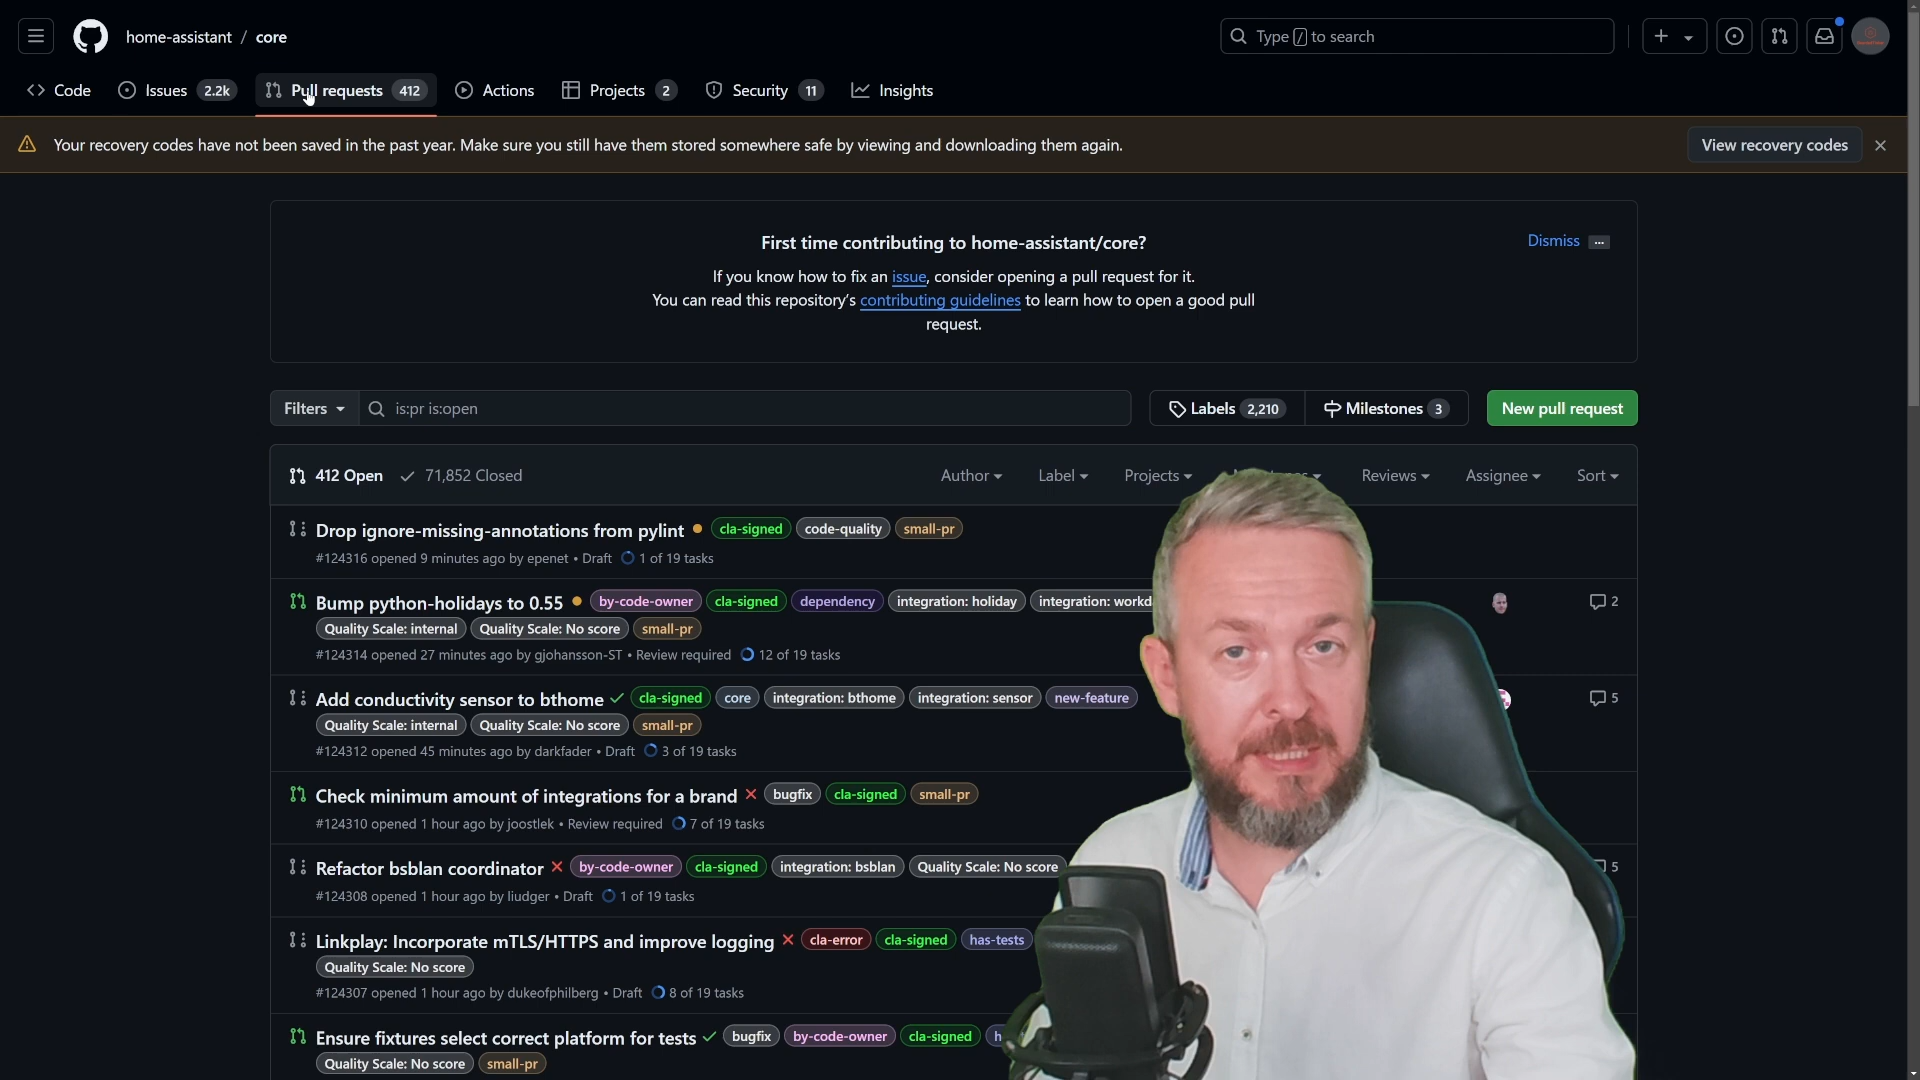 home-assistant / core
Type / to search
Code
Issues 2.2k
Pull requests 412
Actions
Projects 2
Security 11
Insights
Your recovery codes have not been saved in the past year. Make sure you still have them stored somewhere safe by viewing and downloading them again.
View recovery codes
First time contributing to home-assistant/core?
Dismiss ...
If you know how to fix an issue, consider opening a pull request for it.
You can read this repository's contributing guidelines to learn how to open a good pull
request.
Filters
is:pr is:open
Labels 2,210
Milestones 3
New pull request
412 Open 71,852 Closed
Author Label Projects Reviews Assignee Sort
Drop ignore-missing-annotations from pylint cla-signed code-quality small-pr
#124316 opened 9 minutes ago by epenet • Draft 1 of 19 tasks
Bump python-holidays to 0.55 by-code-owner cla-signed dependency integration: holiday integration: workd 2
Quality Scale: internal Quality Scale: No score small-pr
#124314 opened 27 minutes ago by gjohansson-ST • Review required 12 of 19 tasks
Add conductivity sensor to bthome cla-signed core integration: bthome integration: sensor new-feature 5
Quality Scale: internal Quality Scale: No score small-pr
#124312 opened 45 minutes ago by darkfader • Draft 3 of 19 tasks
Check minimum amount of integrations for a brand bugfix cla-signed small-pr
#124310 opened 1 hour ago by joostlek • Review required 7 of 19 tasks
Refactor bsblan coordinator by-code-owner cla-signed integration: bsblan Quality Scale: No score 5
#124308 opened 1 hour ago by liudger • Draft 1 of 19 tasks
Linkplay: Incorporate mTLS/HTTPS and improve logging cla-error cla-signed has-tests
Quality Scale: No score
#124307 opened 1 hour ago by dukeofphilberg • Draft 8 of 19 tasks
Ensure fixtures select correct platform for tests bugfix by-code-owner cla-signed h
Quality Scale: No score small-pr